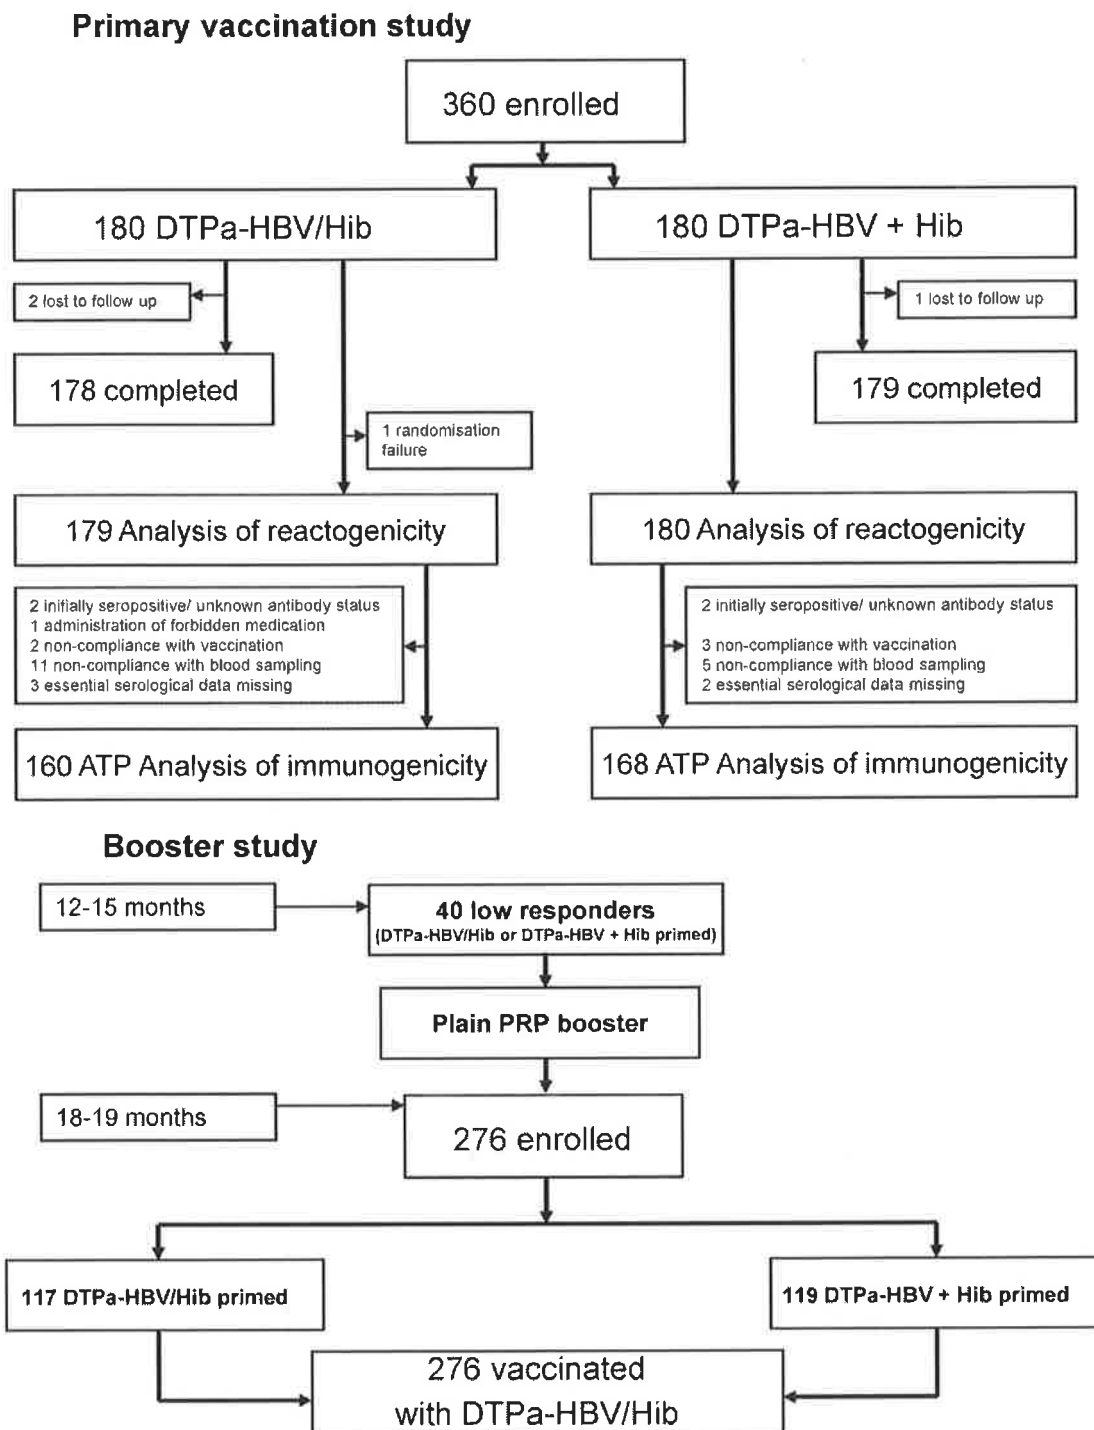 Primary vaccination study
360 enrolled
180 DTPa-HBV/Hib
180 DTPa-HBV + Hib
2 lost to follow up
1 lost to follow up
178 completed
179 completed
1 randomisation
failure
179 Analysis of reactogenicity
180 Analysis of reactogenicity
2 initially seropositive/ unknown antibody status
1 administration of forbidden medication
2 non-compliance with vaccination
11 non-compliance with blood sampling
3 essential serological data missing
2 initially seropositive/ unknown antibody status
3 non-compliance with vaccination
5 non-compliance with blood sampling
2 essential serological data missing
160 ATP Analysis of immunogenicity
168 ATP Analysis of immunogenicity
Booster study
12-15 months
40 low responders
(DTPa-HBV/Hib or DTPa-HBV + Hib primed)
Plain PRP booster
18-19 months
276 enrolled
117 DTPa-HBV/Hib primed
119 DTPa-HBV + Hib primed
276 vaccinated
with DTPa-HBV/Hib